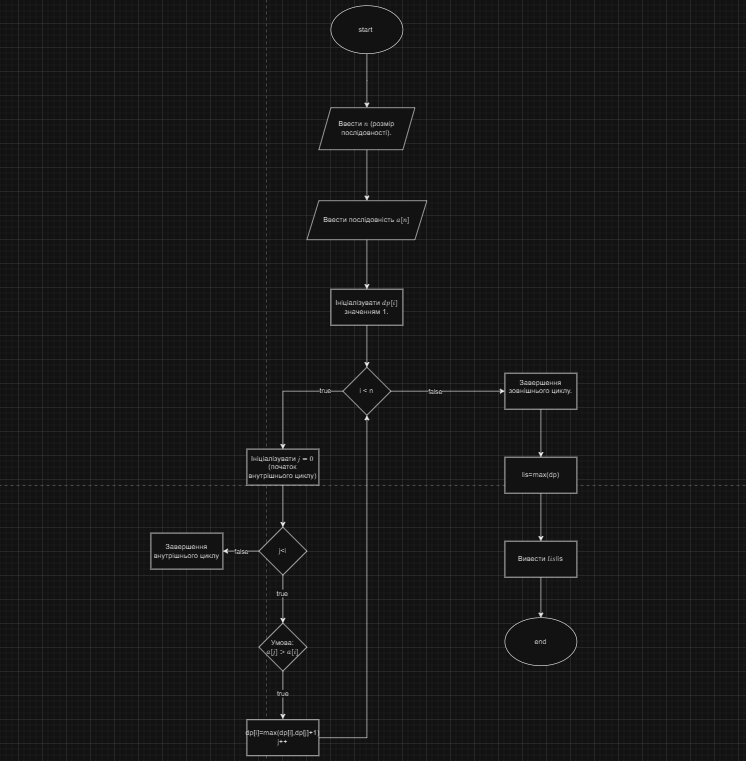 start
Ввести n (розмір
послідовності).
Ввести послідовність a[n]
Ініціалізувати dp[i]
значенням 1.
i < n
true
false
Завершення
зовнішнього циклу.
Ініціалізувати j = 0
(початок
внутрішнього циклу)
lis=max(dp)
Завершення
внутрішнього циклу
false
j<i
Вивести lislis
true
Умова:
a[j] > a[i]
end
true
dp[i]=max(dp[i],dp[j]+1)
j++